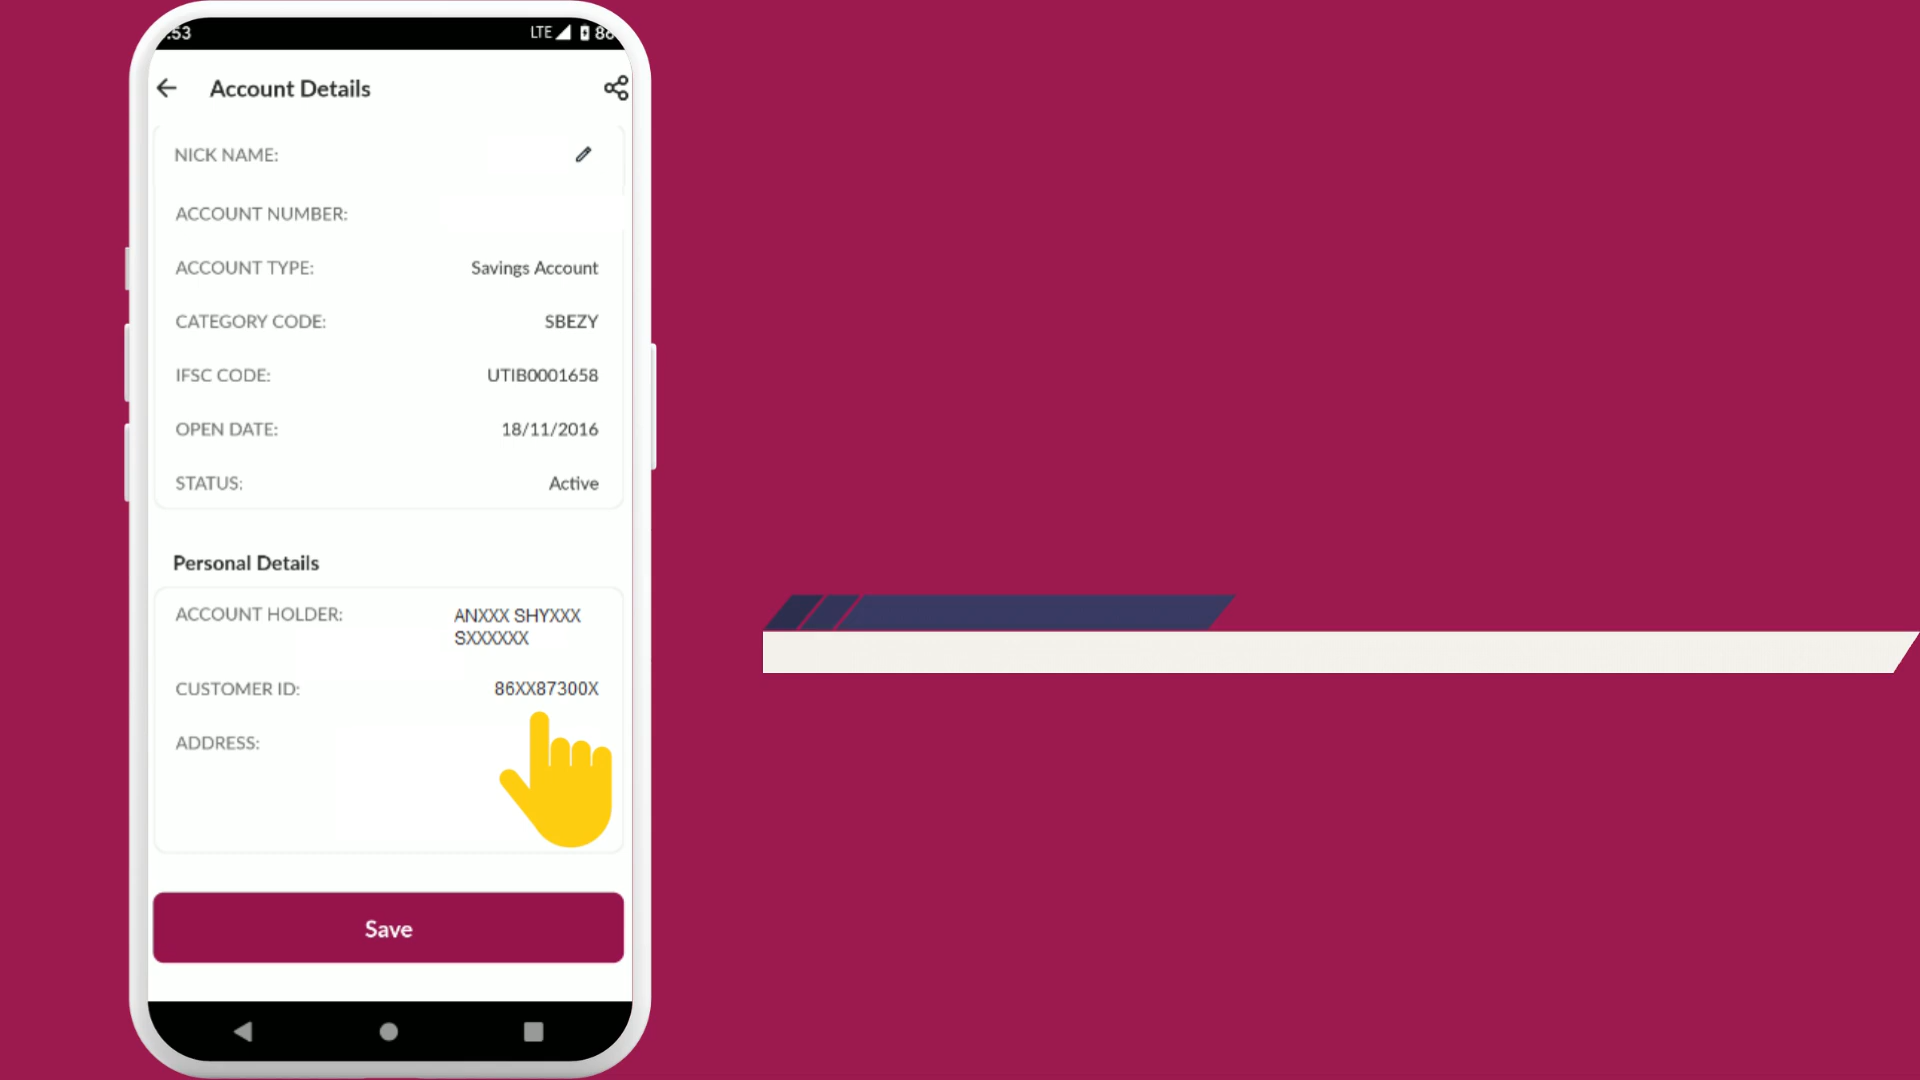 :53 LTE 86
Account Details
NICK NAME:
ACCOUNT NUMBER:
ACCOUNT TYPE: Savings Account
CATEGORY CODE: SBEZY
IFSC CODE: UTIB0001658
OPEN DATE: 18/11/2016
STATUS: Active
Personal Details
ACCOUNT HOLDER: ANXXX SHYXXX
SXXXXXX
CUSTOMER ID: 86XX87300X
ADDRESS:
Save